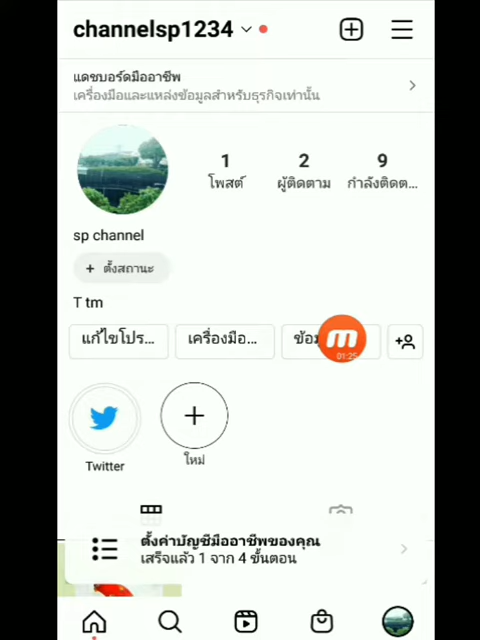 channelsp1234
แดชบอร์ดมืออาชีพ
เครื่องมือและแหล่งข้อมูลสำหรับธุรกิจเท่านั้น
1 2 9
โพสต์ ผู้ติดตาม กำลังติดต...
sp channel
+ ตั้งสถานะ
T tm
แก้ไขโปร... เครื่องมือ... ข้อม
01:25
Twitter ใหม่
ตั้งค่าบัญชีมืออาชีพของคุณ
เสร็จแล้ว 1 จาก 4 ขั้นตอน